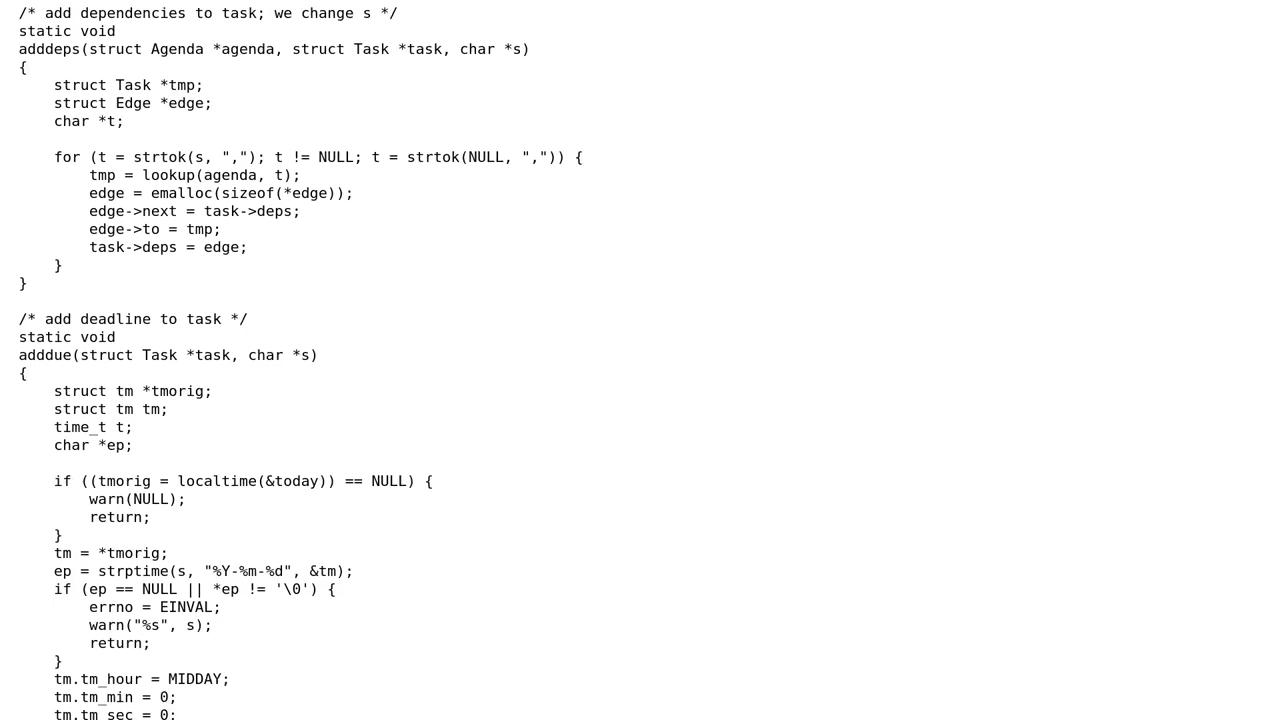 /* add dependencies to task; we change s */
static void
adddeps(struct Agenda *agenda, struct Task *task, char *s)
{
    struct Task *tmp;
    struct Edge *edge;
    char *t;

    for (t = strtok(s, ","); t != NULL; t = strtok(NULL, ",")) {
        tmp = lookup(agenda, t);
        edge = emalloc(sizeof(*edge));
        edge->next = task->deps;
        edge->to = tmp;
        task->deps = edge;
    }
}

/* add deadline to task */
static void
adddue(struct Task *task, char *s)
{
    struct tm *tmorig;
    struct tm tm;
    time_t t;
    char *ep;

    if ((tmorig = localtime(&today)) == NULL) {
        warn(NULL);
        return;
    }
    tm = *tmorig;
    ep = strptime(s, "%Y-%m-%d", &tm);
    if (ep == NULL || *ep != '\0') {
        errno = EINVAL;
        warn("%s", s);
        return;
    }
    tm.tm_hour = MIDDAY;
    tm.tm_min = 0;
    tm.tm_sec = 0;